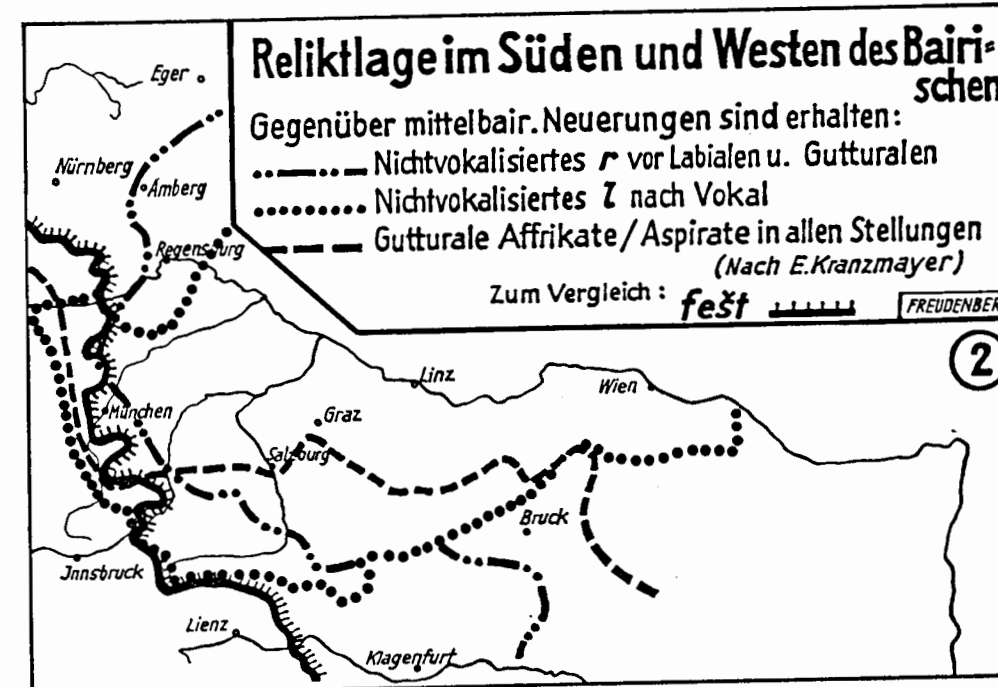 Reliktlage im Süden und Westen des Bairi=
schen
Gegenüber mittelbair. Neuerungen sind erhalten:
Nichtvokalisiertes r vor Labialen u. Gutturalen
Nichtvokalisiertes l nach Vokal
Gutturale Affrikate/Aspirate in allen Stellungen
(Nach E. Kranzmayer)
Zum Vergleich: fešt
FREUDENBER
2
Eger
Nürnberg
Amberg
Regensburg
Linz
Wien
München
Graz
Salzburg
Bruck
Jnnsbruck
Lienz
Klagenfurt